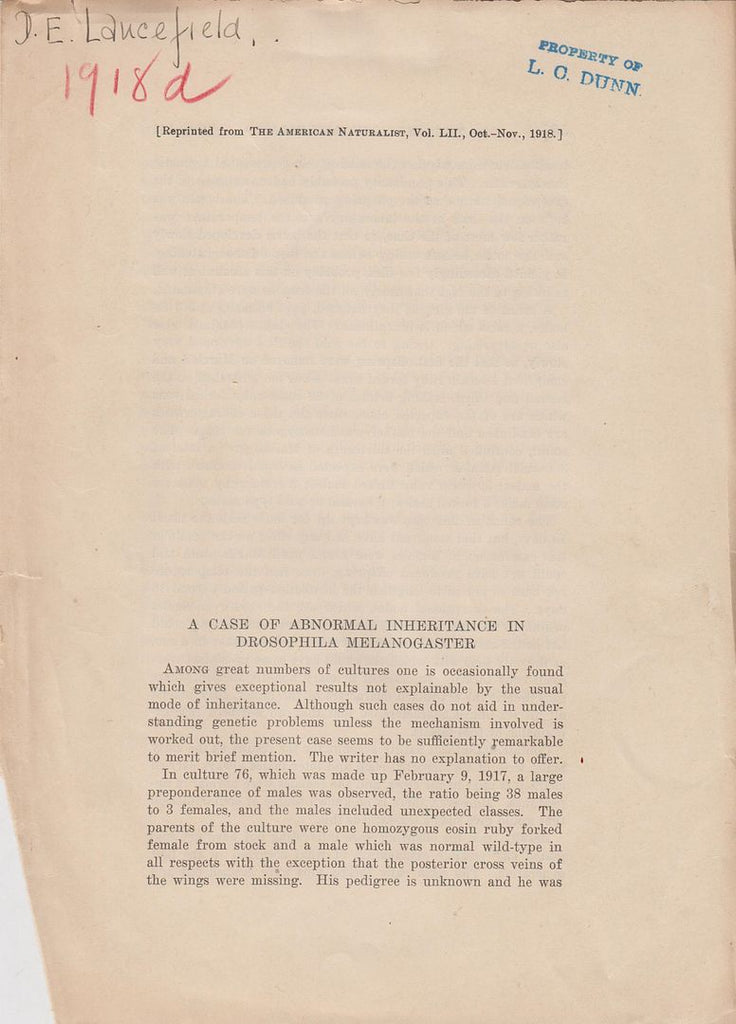 D. E. Lancefield.
1918d
PROPERTY OF
L. C. DUNN.
[Reprinted from THE AMERICAN NATURALIST, Vol. LII., Oct.-Nov., 1918.]
A CASE OF ABNORMAL INHERITANCE IN
DROSOPHILA MELANOGASTER
AMONG great numbers of cultures one is occasionally found
which gives exceptional results not explainable by the usual
mode of inheritance. Although such cases do not aid in under-
standing genetic problems unless the mechanism involved is
worked out, the present case seems to be sufficiently remarkable
to merit brief mention. The writer has no explanation to offer.
In culture 76, which was made up February 9, 1917, a large
preponderance of males was observed, the ratio being 38 males
to 3 females, and the males included unexpected classes. The
parents of the culture were one homozygous eosin ruby forked
female from stock and a male which was normal wild-type in
all respects with the exception that the posterior cross veins of
the wings were missing. His pedigree is unknown and he was